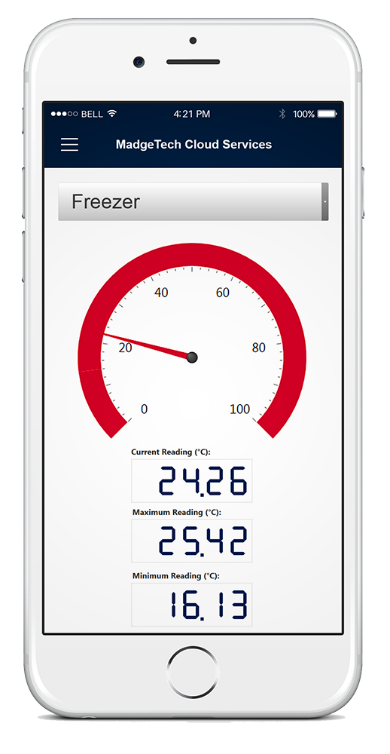 ●●●○○ BELL 4:21 PM 100%
MadgeTech Cloud Services
Freezer
40 60
20 80
0 100
Current Reading (°C):
24.26
Maximum Reading (°C):
25.42
Minimum Reading (°C):
16.13